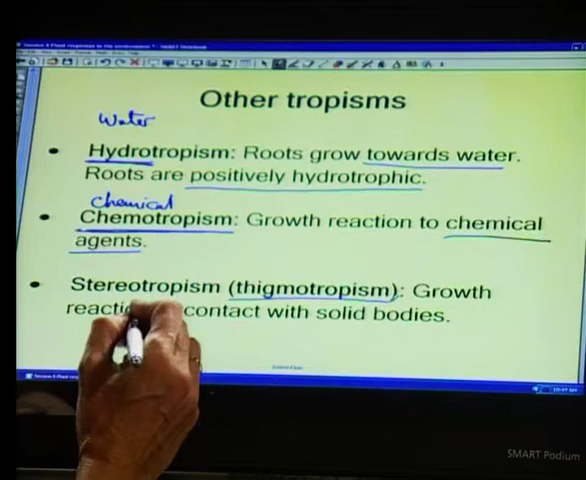 Other tropisms
Water
• Hydrotropism: Roots grow towards water.
Roots are positively hydrotrophic.
chemical
• Chemotropism: Growth reaction to chemical
agents.
• Stereotropism (thigmotropism): Growth
contact with solid bodies.
SMART Podium